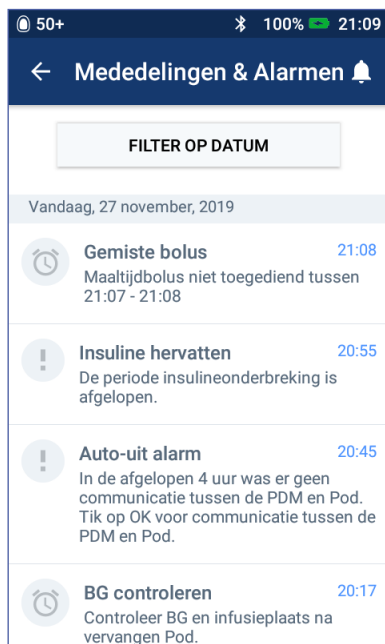 50+ 100% 21:09
Mededelingen & Alarmen
FILTER OP DATUM
Vandaag, 27 november, 2019
Gemiste bolus 21:08
Maaltijdbolus niet toegediend tussen
21:07 - 21:08
Insuline hervatten 20:55
De periode insulineonderbreking is
afgelopen.
Auto-uit alarm 20:45
In de afgelopen 4 uur was er geen
communicatie tussen de PDM en Pod.
Tik op OK voor communicatie tussen de
PDM en Pod.
BG controleren 20:17
Controleer BG en infusieplaats na
vervangen Pod.